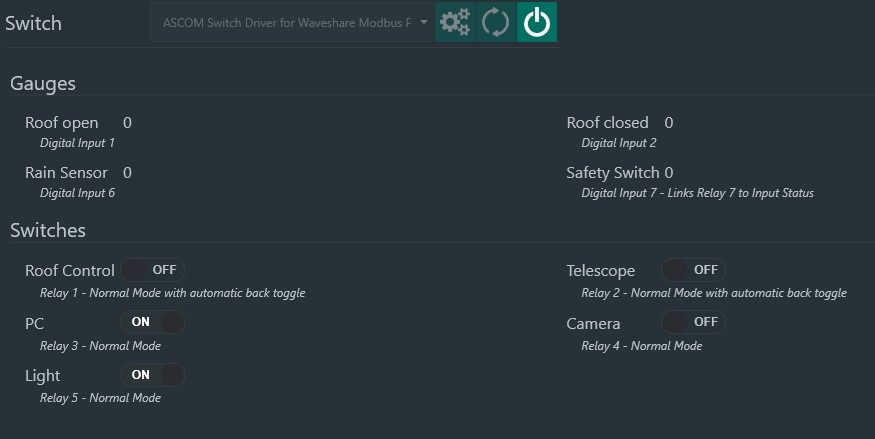 Switch
ASCOM Switch Driver for Waveshare Modbus
Gauges
Roof open 0
Digital Input 1
Roof closed 0
Digital Input 2
Rain Sensor 0
Digital Input 6
Safety Switch 0
Digital Input 7 - Links Relay 7 to Input Status
Switches
Roof Control OFF
Relay 1 - Normal Mode with automatic back toggle
Telescope OFF
Relay 2 - Normal Mode with automatic back toggle
PC ON
Relay 3 - Normal Mode
Camera OFF
Relay 4 - Normal Mode
Light ON
Relay 5 - Normal Mode